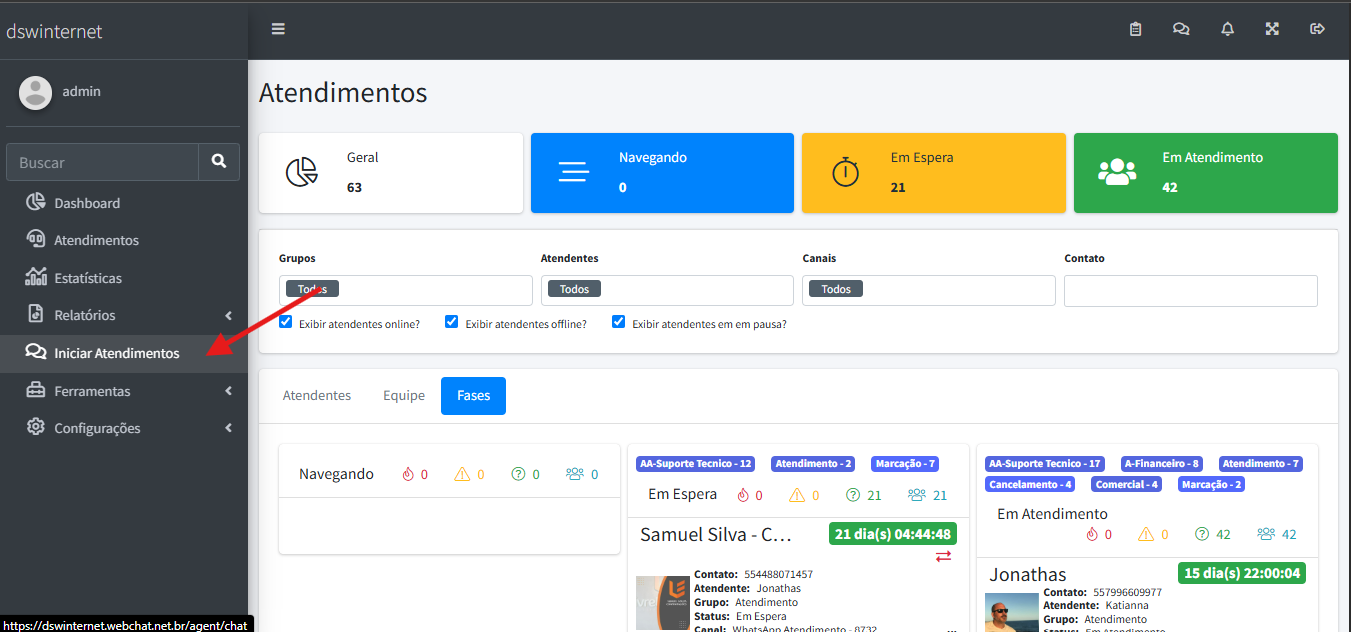 dswinternet
admin
Buscar
Dashboard
Atendimentos
Estatísticas
Relatórios
Iniciar Atendimentos
Ferramentas
Configurações
https://dswinternet.webchat.net.br/agent/chat
Atendimentos
Geral
63
Navegando
0
Em Espera
21
Em Atendimento
42
Grupos
Todos
Atendentes
Todos
Canais
Todos
Contato
Exibir atendentes online?
Exibir atendentes offline?
Exibir atendentes em em pausa?
Atendentes
Equipe
Fases
Navegando 0 0 0 0
AA-Suporte Tecnico - 12 Atendimento - 2 Marcação - 7
Em Espera 0 0 21 21
Samuel Silva - C...
21 dia(s) 04:44:48
Contato: 554488071457
Atendente: Jonathas
Grupo: Atendimento
Status: Em Espera
Canal: WhatsApp Atendimento - 8732
...
AA-Suporte Tecnico - 17 A-Financeiro - 8 Atendimento - 7
Cancelamento - 4 Comercial - 4 Marcação - 2
Em Atendimento
0 0 42 42
Jonathas
15 dia(s) 22:00:04
Contato: 557996609977
Atendente: Katianna
Grupo: Atendimento
Status: Em Atendimento